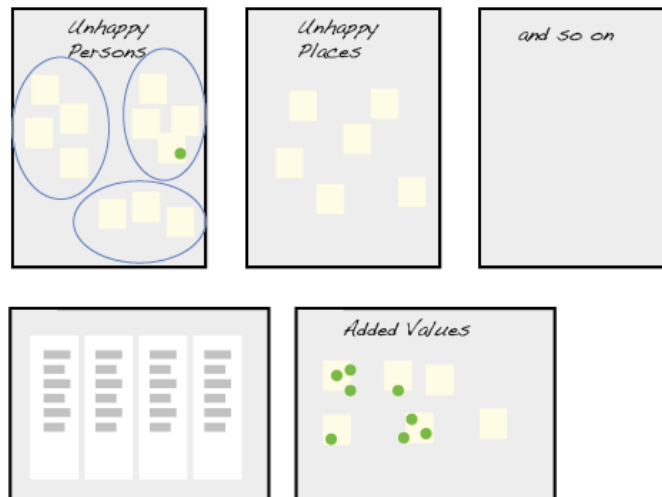 Unhappy
Persons
Unhappy
Places
and so on
Added Values